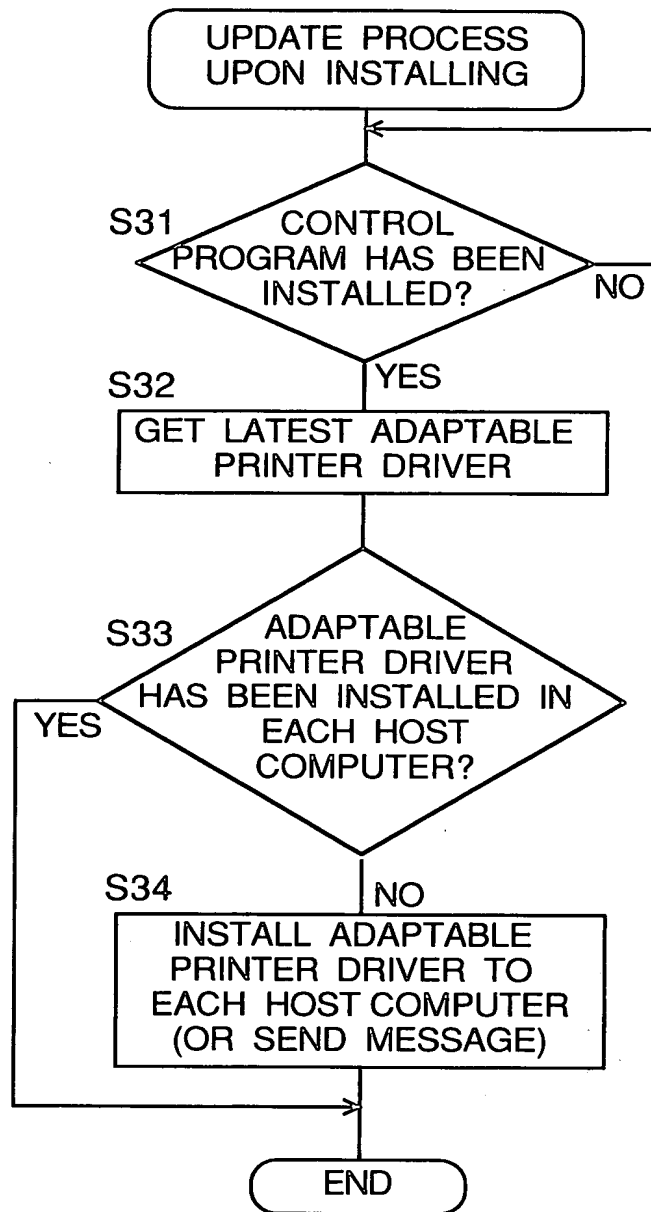 UPDATE PROCESS
UPON INSTALLING
S31
CONTROL
PROGRAM HAS BEEN
INSTALLED?
NO
YES
S32
GET LATEST ADAPTABLE
PRINTER DRIVER
S33
ADAPTABLE
PRINTER DRIVER
HAS BEEN INSTALLED IN
EACH HOST
COMPUTER?
YES
NO
S34
INSTALL ADAPTABLE
PRINTER DRIVER TO
EACH HOST COMPUTER
(OR SEND MESSAGE)
END